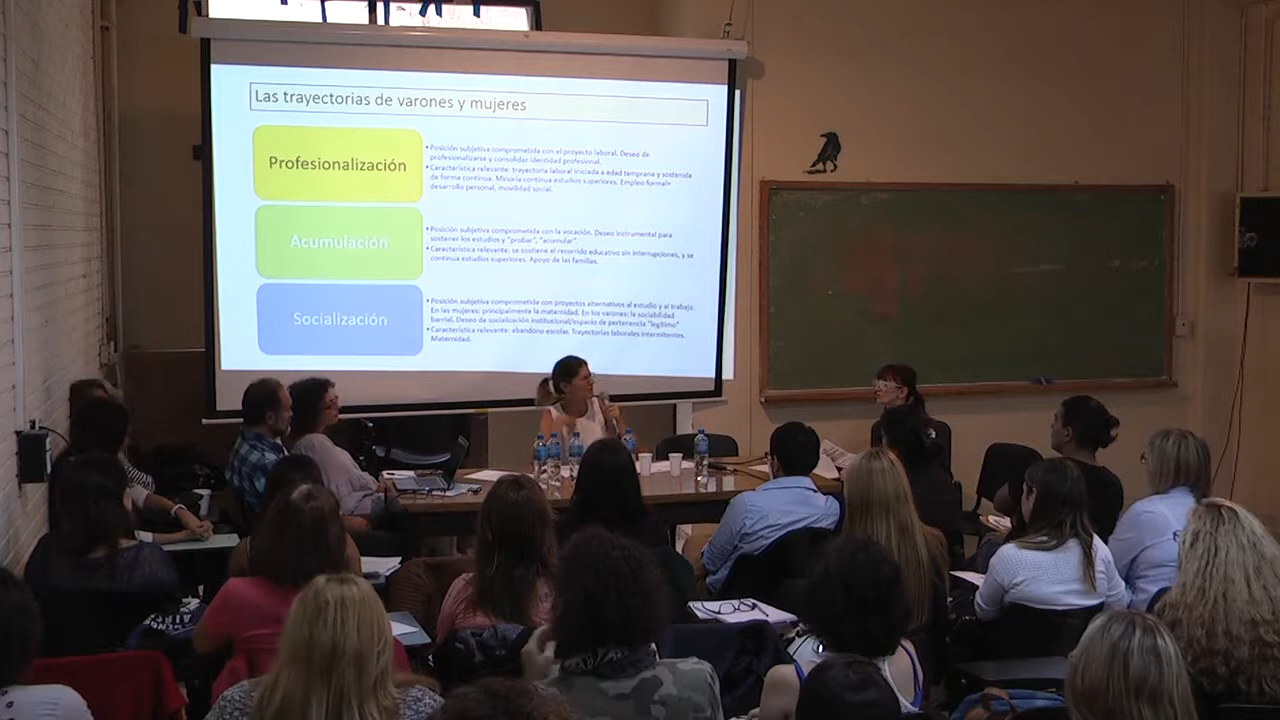 Las trayectorias de varones y mujeres
Profesionalización
• Posición subjetiva comprometida con el proyecto laboral. Deseo de
profesionalizarse y consolidar identidad profesional.
• Característica relevante: trayectoria laboral iniciada a edad temprana y sostenida
de forma continua. Minoría continua estudios superiores. Empleo formal=
desarrollo personal, movilidad social.
Acumulación
• Posición subjetiva comprometida con la vocación. Deseo instrumental para
sostener los estudios y "probar", "acumular".
• Característica relevante: se sostiene el recorrido educativo sin interrupciones, y se
continua estudios superiores. Apoyo de las familias.
Socialización
• Posición subjetiva comprometida con proyectos alternativos al estudio y al trabajo.
En las mujeres: principalmente la maternidad. En los varones: la sociabilidad
barrial. Deseo de socialización institucional/espacio de pertenencia "legítimo"
• Característica relevante: abandono escolar. Trayectorias laborales intermitentes.
Maternidad.